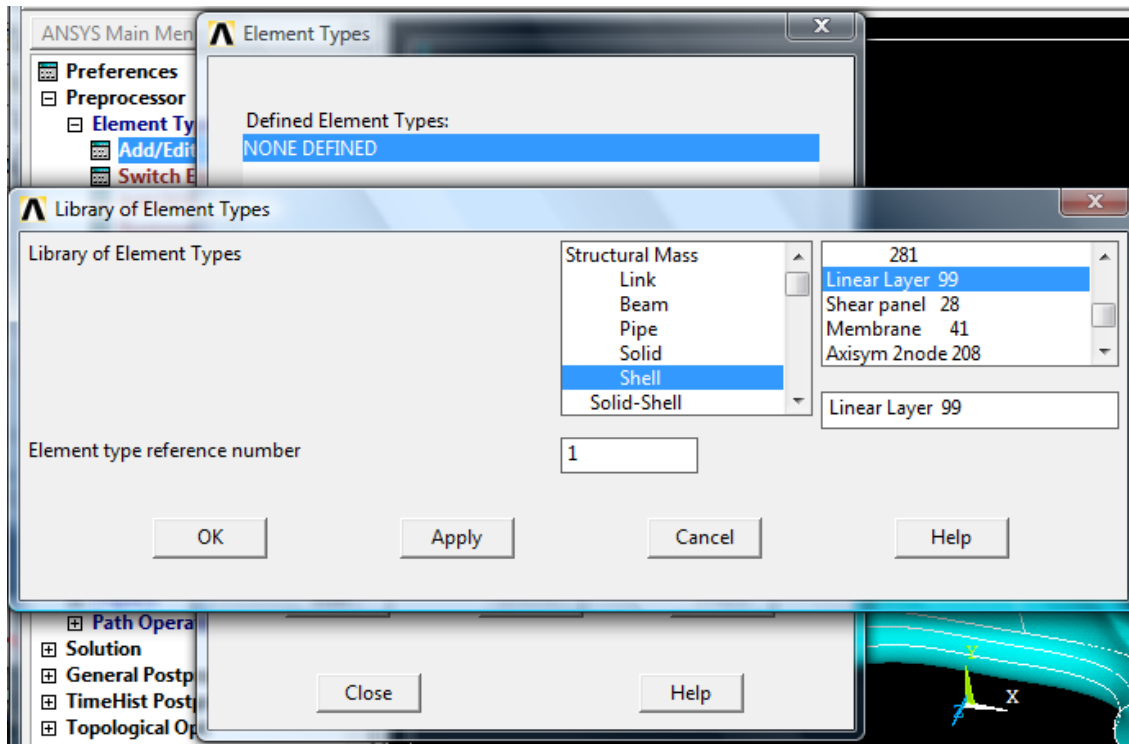 ANSYS Main Men
Element Types
Preferences
Preprocessor
Element Ty
Add/Edit
Switch E
Defined Element Types:
NONE DEFINED
Library of Element Types
Library of Element Types
Structural Mass
Link
Beam
Pipe
Solid
Shell
Solid-Shell
281
Linear Layer 99
Shear panel 28
Membrane 41
Axisym 2node 208
Linear Layer 99
Element type reference number
1
OK Apply Cancel Help
Path Opera
Solution
General Postp
TimeHist Postp
Topological Op
Close Help
Y
X
Z